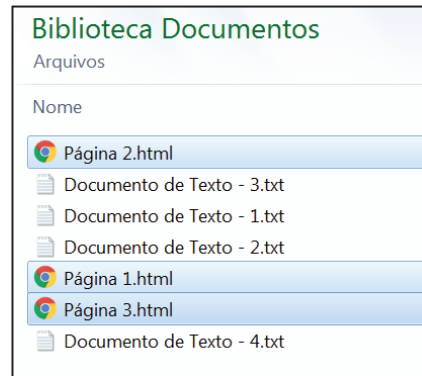 Biblioteca Documentos
Arquivos
Nome
Página 2.html
Documento de Texto - 3.txt
Documento de Texto - 1.txt
Documento de Texto - 2.txt
Página 1.html
Página 3.html
Documento de Texto - 4.txt